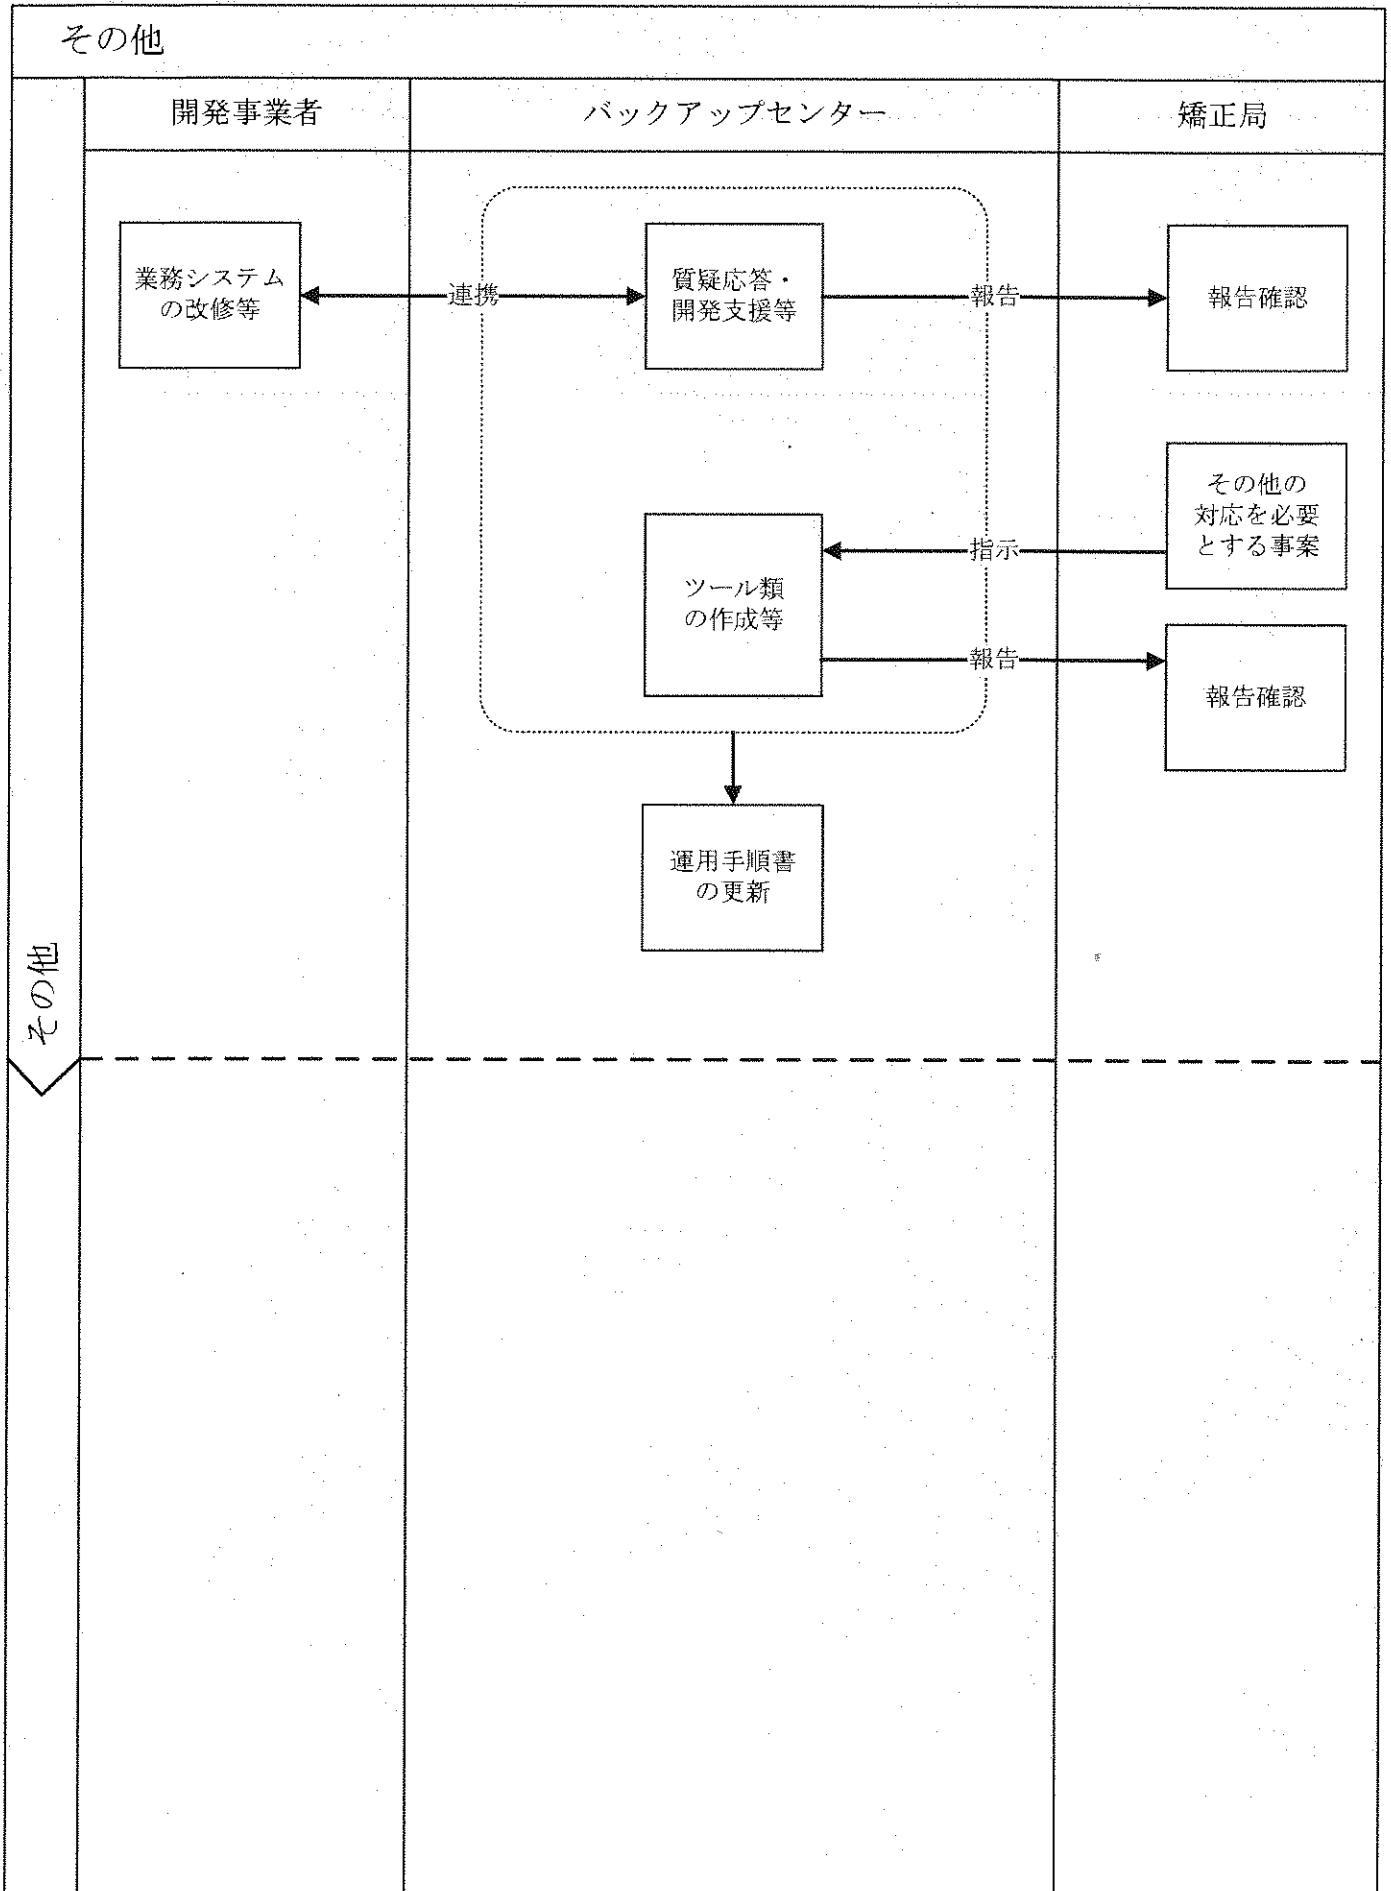 その他
開発事業者
バックアップセンター
矯正局
業務システム
の改修等
連携
質疑応答・
開発支援等
報告
報告確認
その他の
対応を必要
とする事案
指示
ツール類
の作成等
報告
報告確認
運用手順書
の更新
その他